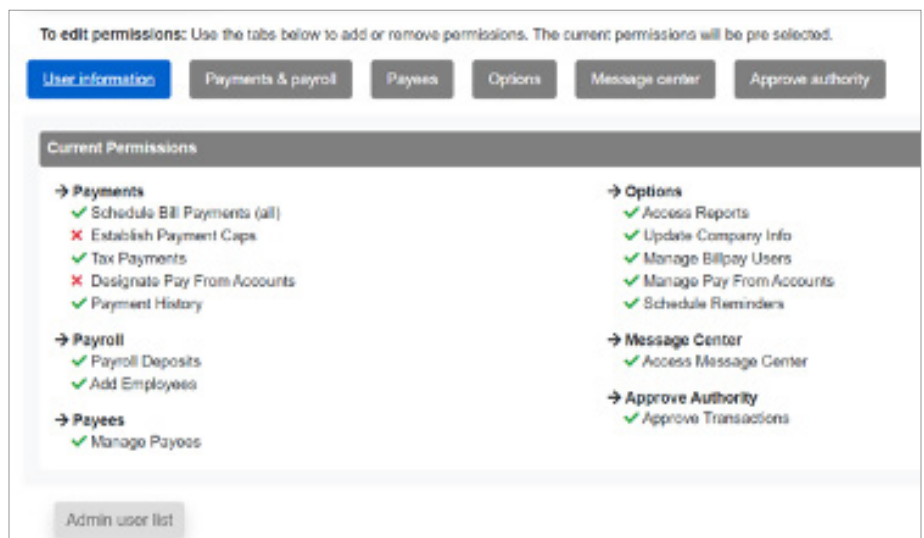 To edit permissions: Use the tabs below to add or remove permissions. The current permissions will be pre selected.
User information
Payments & payroll
Payees
Options
Message center
Approve authority
Current Permissions
Payments
Schedule Bill Payments (all)
Establish Payment Caps
Tax Payments
Designate Pay From Accounts
Payment History
Payroll
Payroll Deposits
Add Employees
Payees
Manage Payees
Options
Access Reports
Update Company Info
Manage Billpay Users
Manage Pay From Accounts
Schedule Reminders
Message Center
Access Message Center
Approve Authority
Approve Transactions
Admin user list